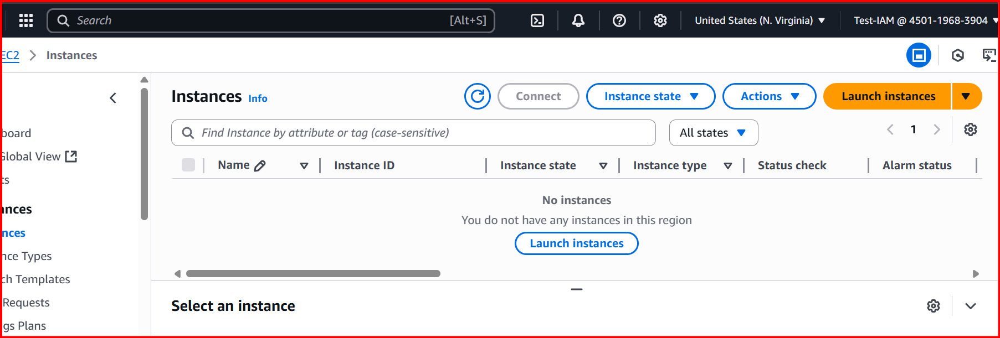 Search [Alt+S] United States (N. Virginia) Test-IAM @ 4501-1968-3904
EC2 Instances
Instances Info Connect Instance state Actions Launch instances
Find Instance by attribute or tag (case-sensitive) All states 1
Name Instance ID Instance state Instance type Status check Alarm status
No instances
You do not have any instances in this region
Launch instances
Select an instance
board
Global View
ts
ances
nces
nce Types
ch Templates
Requests
gs Plans